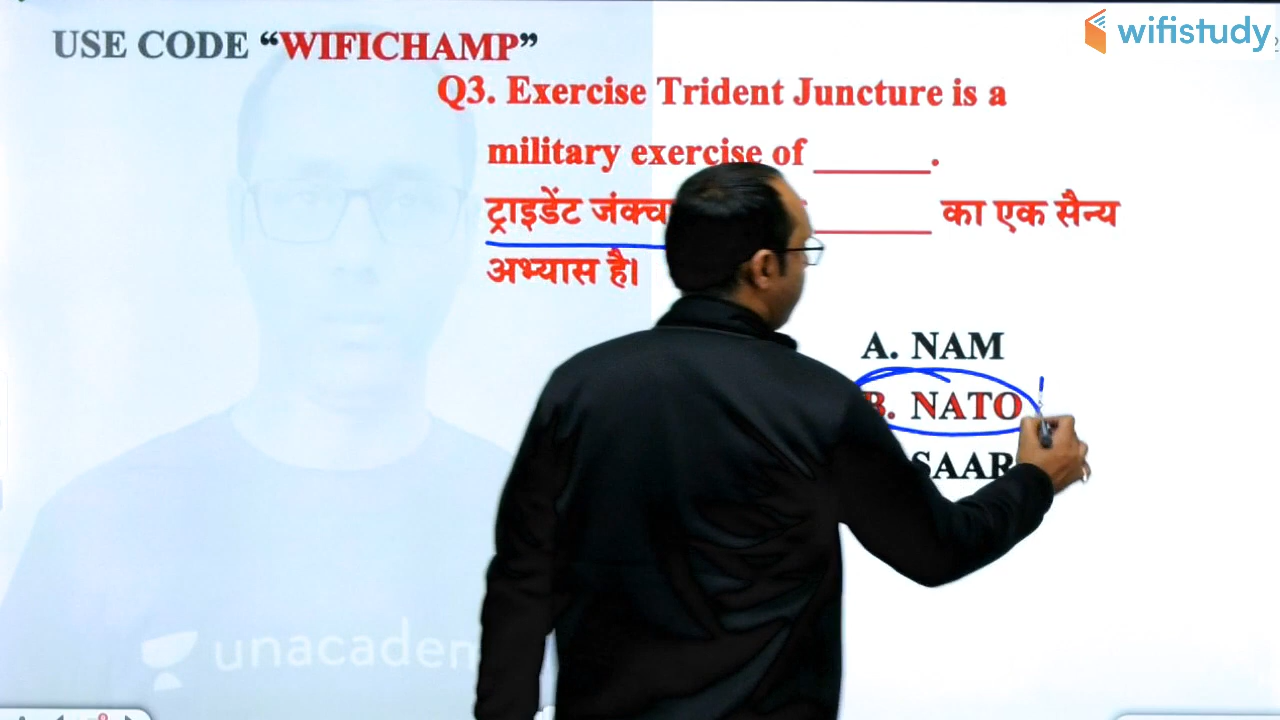 USE CODE “WIFICHAMP”
wifistudy
Q3. Exercise Trident Juncture is a
military exercise of ______.
ट्राइडेंट ______ का एक सैन्य
अभ्यास है।
A. NAM
B. NATO
unacadem